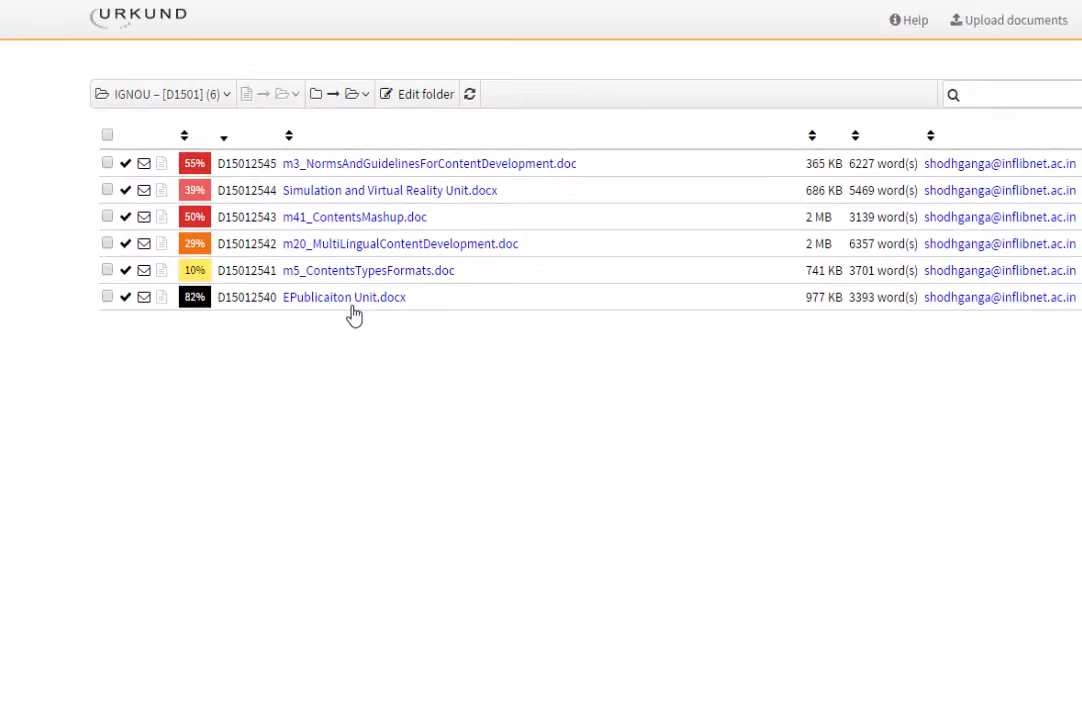 URKUND
Help Upload documents
IGNOU – [D1501] (6) Edit folder
55% D15012545 m3_NormsAndGuidelinesForContentDevelopment.doc 365 KB 6227 word(s) shodhganga@inflibnet.ac.in
39% D15012544 Simulation and Virtual Reality Unit.docx 686 KB 5469 word(s) shodhganga@inflibnet.ac.in
50% D15012543 m41_ContentsMashup.doc 2 MB 3139 word(s) shodhganga@inflibnet.ac.in
29% D15012542 m20_MultiLingualContentDevelopment.doc 2 MB 6357 word(s) shodhganga@inflibnet.ac.in
10% D15012541 m5_ContentsTypesFormats.doc 741 KB 3701 word(s) shodhganga@inflibnet.ac.in
82% D15012540 EPublicaiton Unit.docx 977 KB 3393 word(s) shodhganga@inflibnet.ac.in